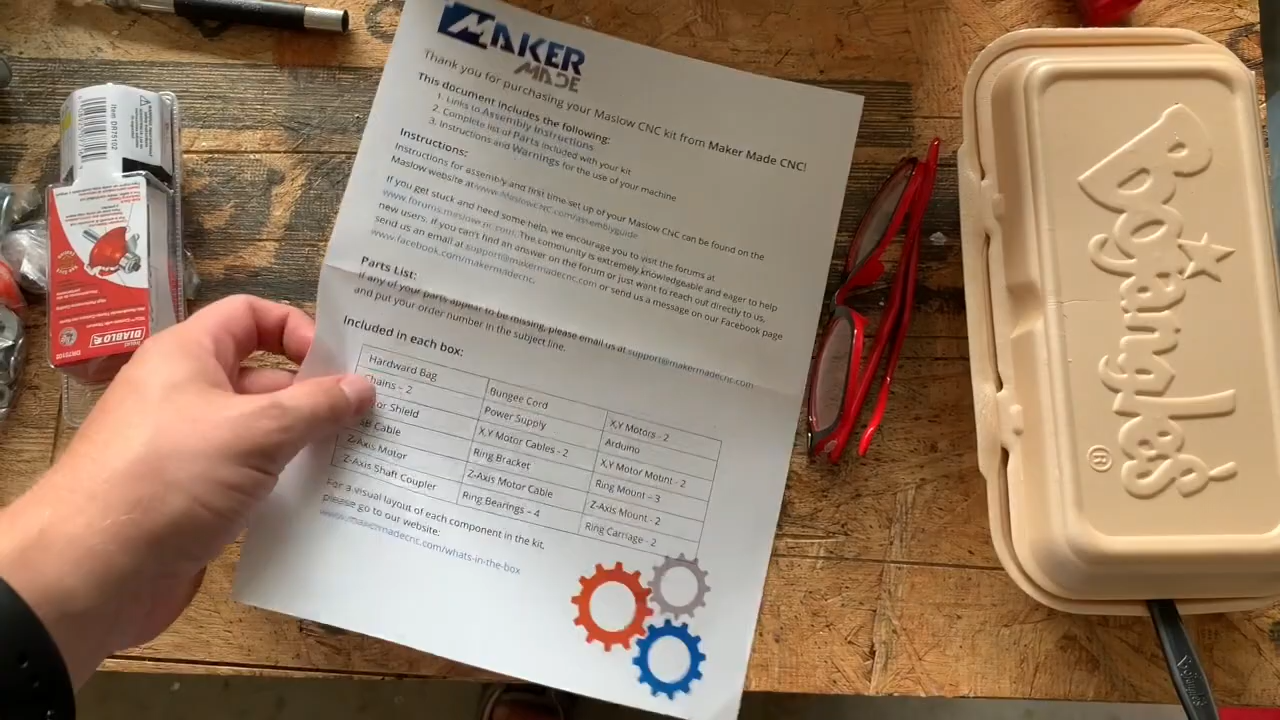 MAKER
MADE
Thank you for purchasing your Maslow CNC kit from Maker Made CNC!
This document includes the following:
1. Links to Assembly Instructions
2. Complete list of Parts included with your kit
3. Instructions and Warnings for the use of your machine
Instructions:
Instructions for assembly and first time set up of your Maslow CNC can be found on the
Maslow website at www.MaslowCNC.com/assemblyguide
If you get stuck and need some help, we encourage you to visit the forums at
www.forums.maslowcnc.com. The community is extremely knowledgeable and eager to help
new users. If you can't find an answer on the forum or just want to reach out directly to us,
send us an email at support@makermadecnc.com or send us a message on our Facebook page
www.facebook.com/makermadecnc.
Parts List:
If any of your parts appear to be missing, please email us at support@makermadecnc.com
and put your order number in the subject line.
Included in each box:
Hardward Bag Bungee Cord X,Y Motors - 2
Chains - 2 Power Supply Arduino
or Shield X,Y Motor Cables - 2 X,Y Motor Motint - 2
Cable Ring Bracket Ring Mount - 3
Z-Axis Motor Z-Axis Motor Cable Z-Axis Mount - 2
Z-Axis Shaft Coupler Ring Bearings - 4 Ring Carriage - 2
For a visual layout of each component in the kit,
please go to our website:
www.makermadecnc.com/whats-in-the-box
Item DR75102
DIABLO
DR75102
Bojangles
®
Bojangles